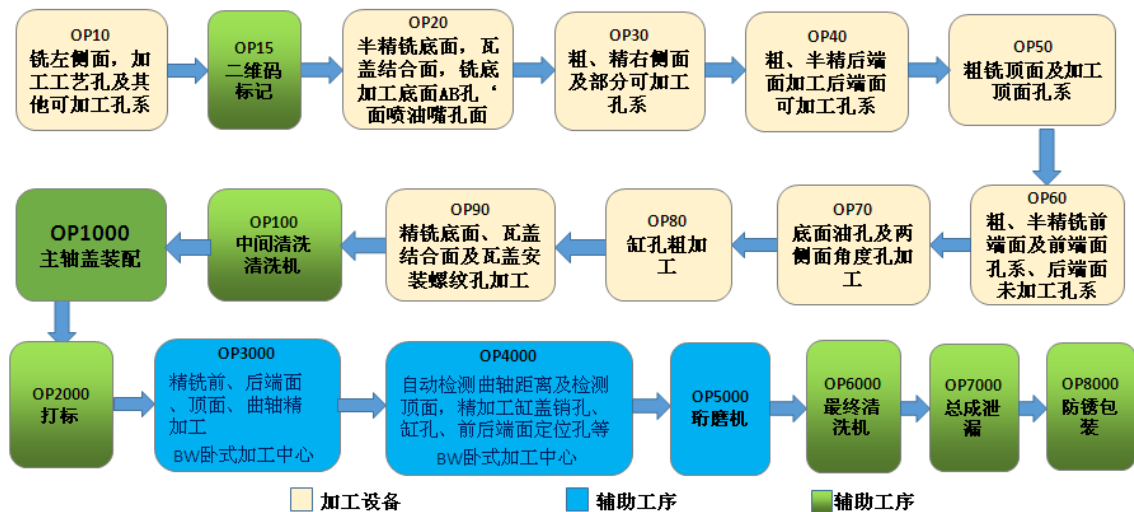 OP10
铣左侧面，加
工工艺孔及其
他可加工孔系
OP15
二维码
标记
OP20
半精铣底面，瓦
盖结合面，铣底
加工底面AB孔‘
面喷油嘴孔面
OP30
粗、精右侧面
及部分可加工
孔系
OP40
粗、半精后端
面加工后端面
可加工孔系
OP50
粗铣顶面及加工
顶面孔系
OP1000
主轴盖装配
OP100
中间清洗
清洗机
OP90
精铣底面、瓦盖
结合面及瓦盖安
装螺纹孔加工
OP80
缸孔粗加
工
OP70
底面油孔及两
侧面角度孔加
工
OP60
粗、半精铣前
端面及前端面
孔系、后端面
未加工孔系
OP2000
打标
OP3000
精铣前、后端面
、顶面、曲轴精
加工
BW卧式加工中心
OP4000
自动检测曲轴距离及检测
顶面，精加工缸盖销孔、
缸孔、前后端面定位孔等
BW卧式加工中心
OP5000
珩磨机
OP6000
最终清
洗机
OP7000
总成泄
漏
OP8000
防锈包
装
加工设备
辅助工序
辅助工序